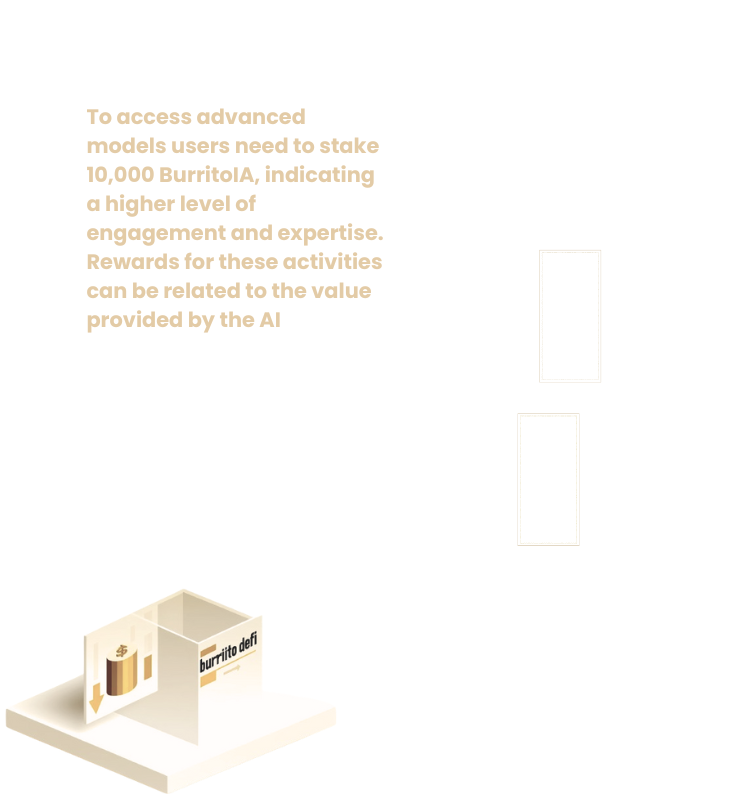 To access advanced
models users need to stake
10,000 BurritoIA, indicating
a higher level of
engagement and expertise.
Rewards for these activities
can be related to the value
provided by the AI
$
burriito defi